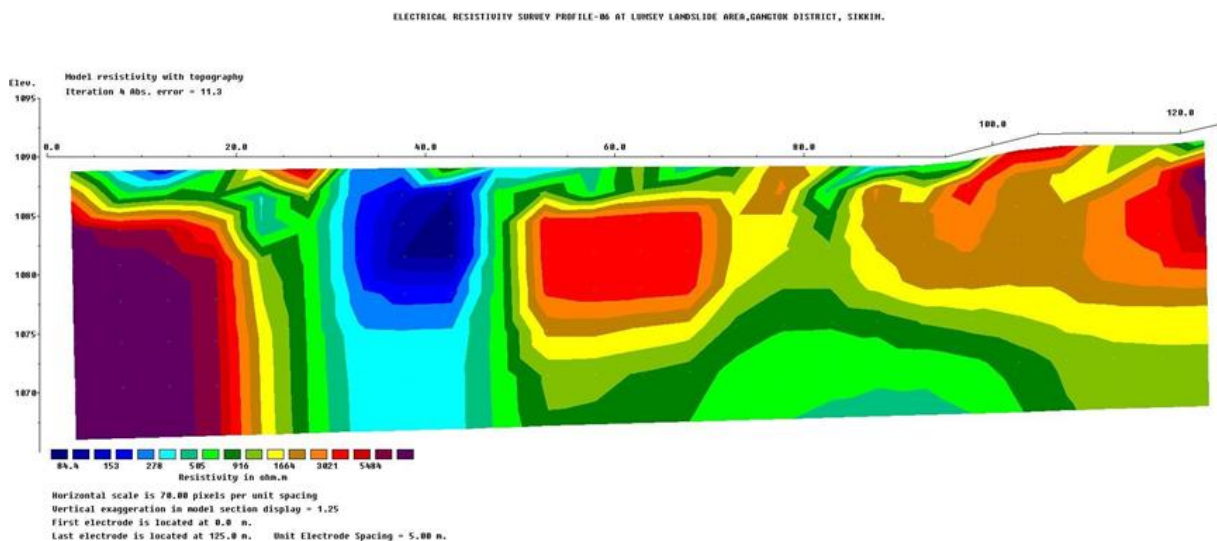 ELECTRICAL RESISTIVITY SURVEY PROFILE-06 AT LUMSEY LANDSLIDE AREA,GANGTOK DISTRICT, SIKKIM.
Model resistivity with topography
Elev.
Iteration 4 Abs. error = 11.3
1095
120.0
100.0
0.0 20.0 40.0 60.0 80.0
1090
1085
1080
1075
1070
84.4 153 278 505 916 1664 3021 5484
Resistivity in ohm.m
Horizontal scale is 70.00 pixels per unit spacing
Vertical exaggeration in model section display = 1.25
First electrode is located at 0.0 m.
Last electrode is located at 125.0 m. Unit Electrode Spacing = 5.00 m.